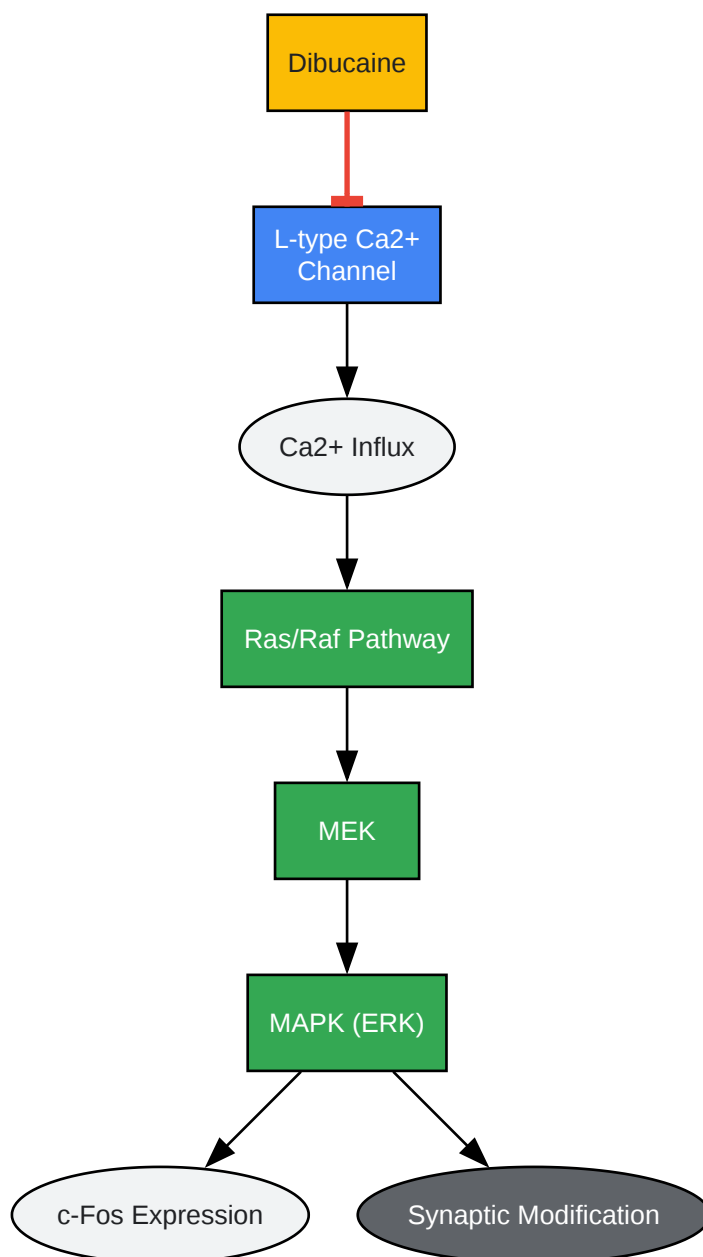 Dibucaine
L-type Ca2+
Channel
Ca2+ Influx
Ras/Raf Pathway
MEK
MAPK (ERK)
c-Fos Expression
Synaptic Modification